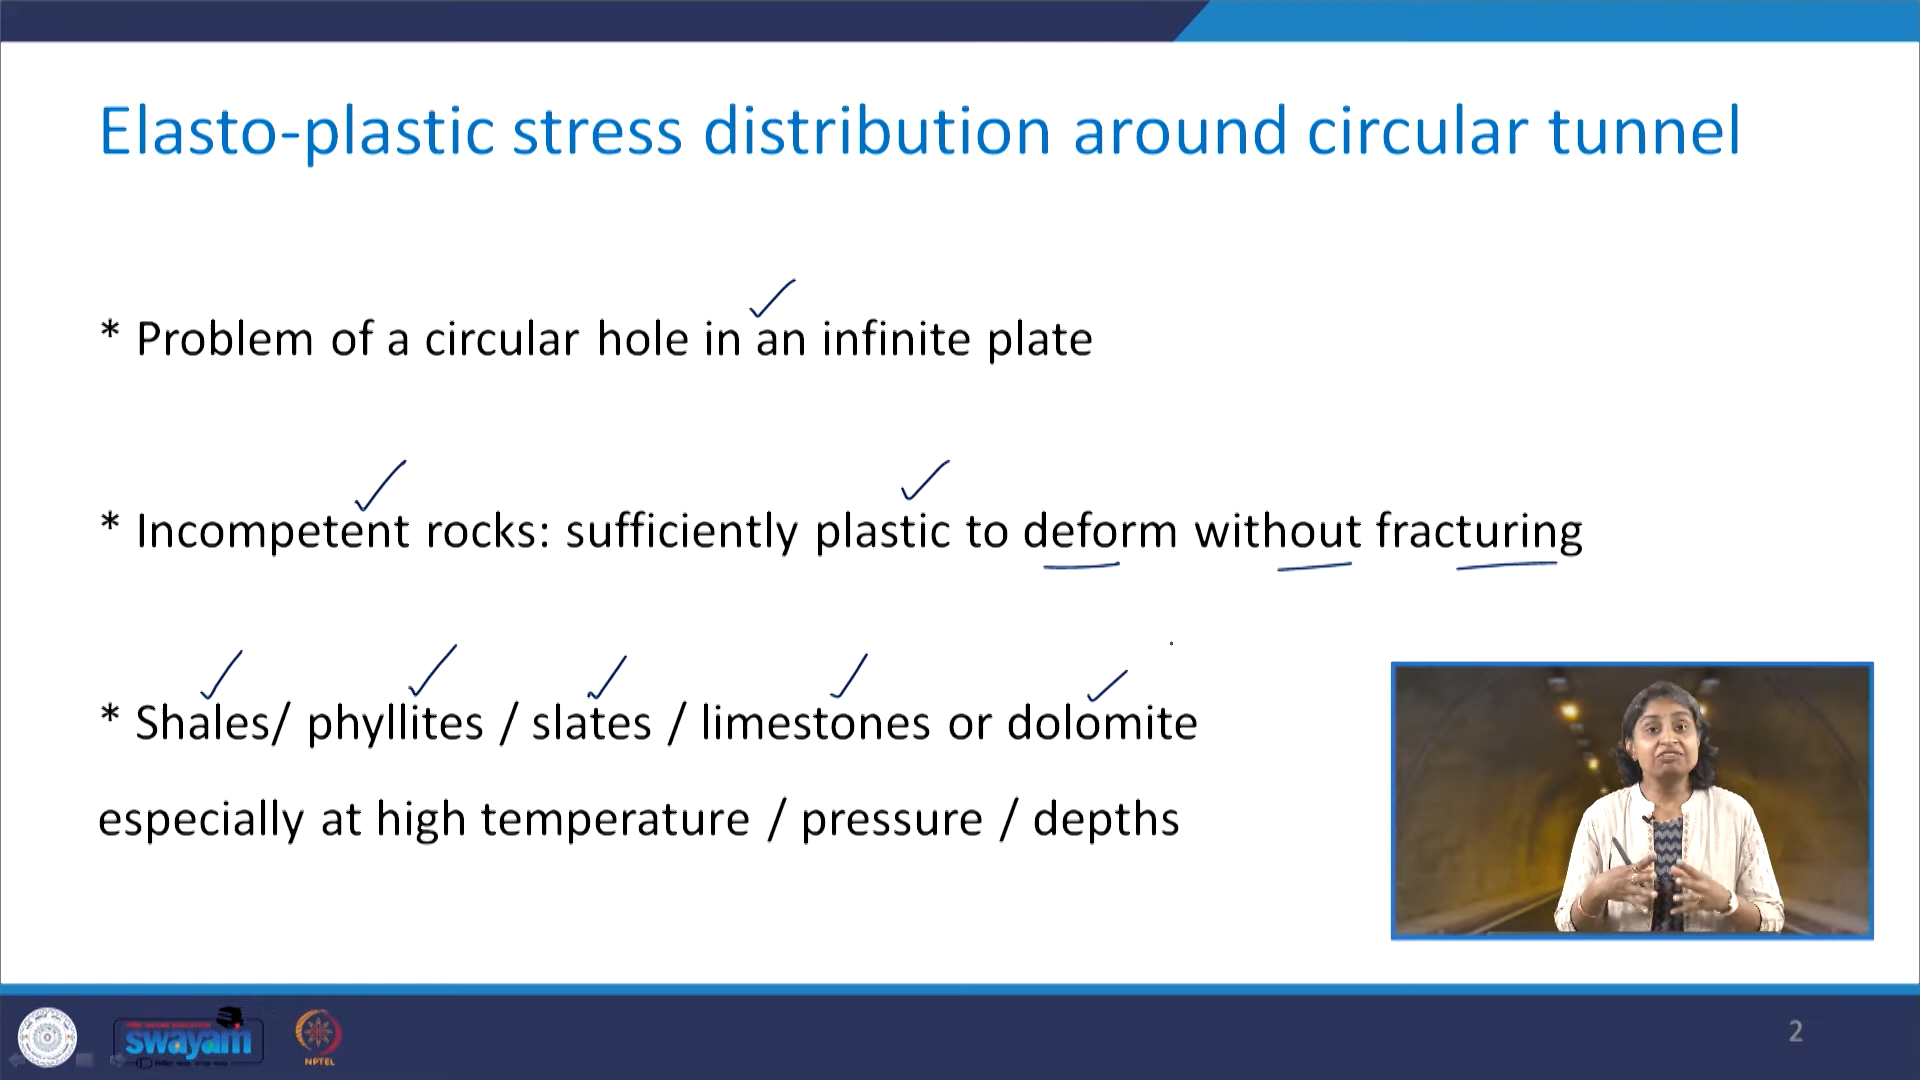 Elasto-plastic stress distribution around circular tunnel
* Problem of a circular hole in an infinite plate
* Incompetent rocks: sufficiently plastic to deform without fracturing
* Shales/ phyllites / slates / limestones or dolomite
especially at high temperature / pressure / depths
swayam
NPTEL
2